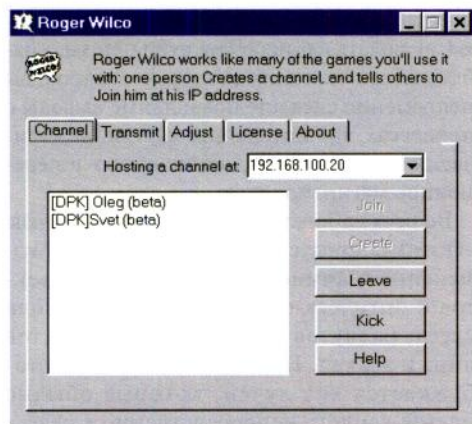 Roger Wilco
ROGER WILCO
Roger Wilco works like many of the games you'll use it
with: one person Creates a channel, and tells others to
Join him at his IP address.
Channel Transmit Adjust License About
Hosting a channel at: 192.168.100.20
[DPK] Oleg (beta)
[DPK]Svet (beta)
Join
Create
Leave
Kick
Help